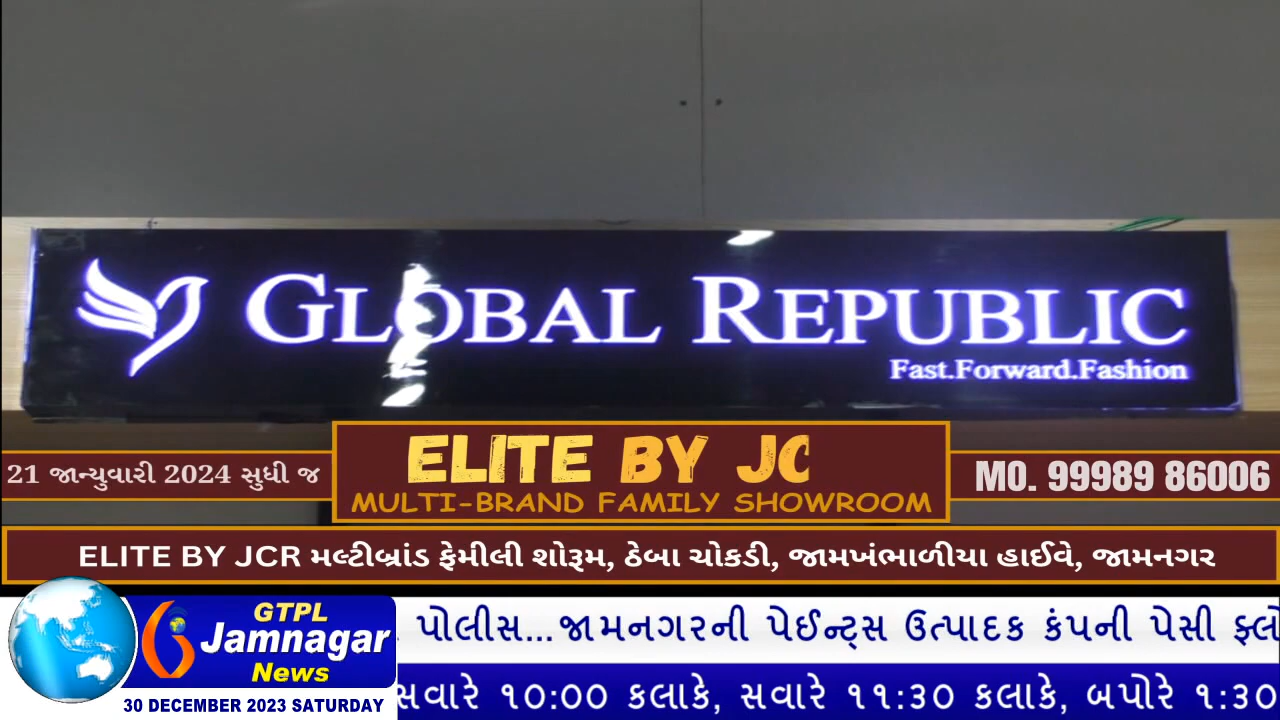 GLOBAL REPUBLIC
Fast.Forward.Fashion
ELITE BY JC
21 જાન્યુવારી 2024 સુધી જ
MO. 99989 86006
MULTI-BRAND FAMILY SHOWROOM
ELITE BY JCR મલ્ટીબ્રાંડ ફેમીલી શોરૂમ, ઠેબા ચોકડી, જામખંભાળીયા હાઈવે, જામનગર
GTPL
Jamnagar
News
પોલીસ...જામનગરની પેઈન્ટ્સ ઉત્પાદક કંપની પેસી ફ્લો
30 DECEMBER 2023 SATURDAY
સવારે ૧૦:૦૦ કલાકે, સવારે ૧૧:૩૦ કલાકે, બપોરે ૧:૩૦